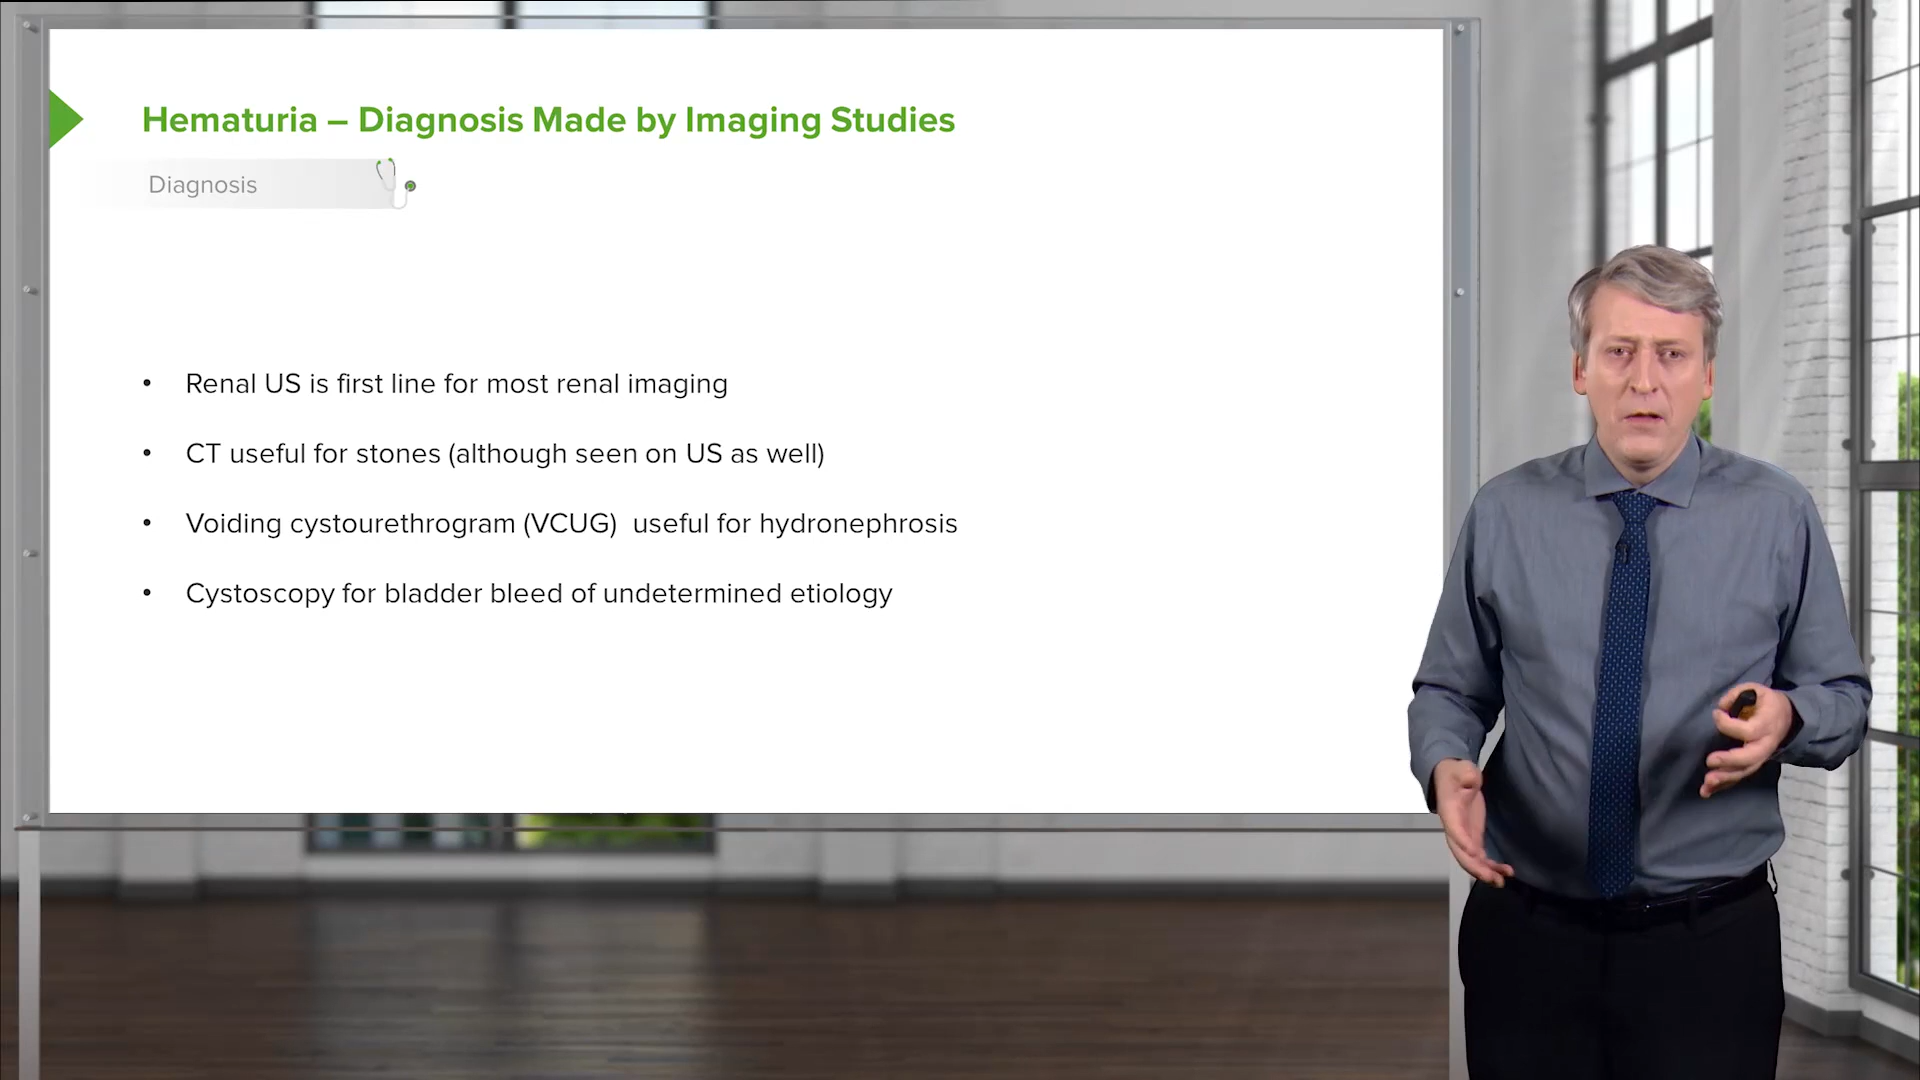 Hematuria – Diagnosis Made by Imaging Studies
Diagnosis
• Renal US is first line for most renal imaging
• CT useful for stones (although seen on US as well)
• Voiding cystourethrogram (VCUG)  useful for hydronephrosis
• Cystoscopy for bladder bleed of undetermined etiology